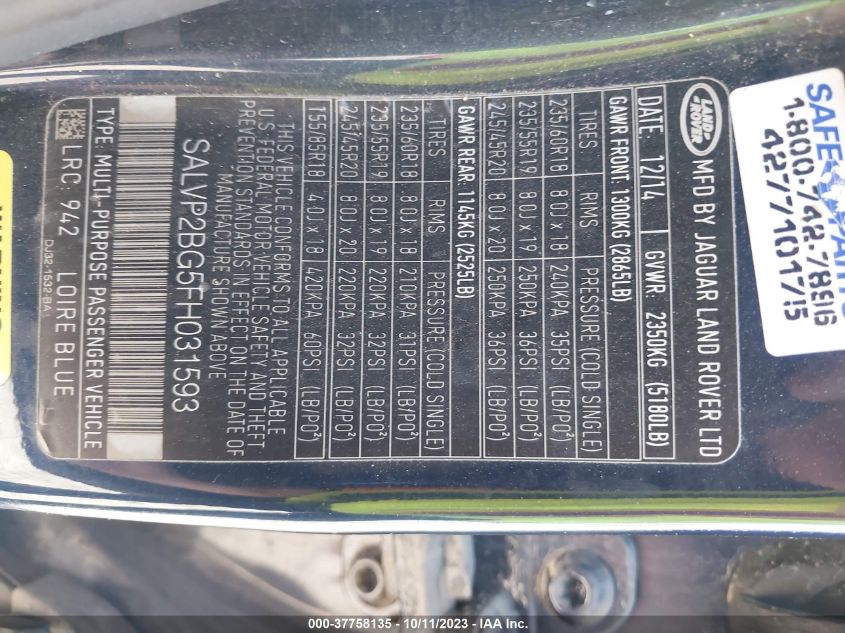 LAND-
ROVER
MFD BY JAGUAR LAND ROVER LTD
DATE: 12/14 GVWR: 2350KG (5180LB)
GAWR FRONT: 1300KG (2865LB)
TIRES RIMS PRESSURE (COLD-SINGLE)
235/60R18 8.0J x 18 240KPA 35PSI (LB/PO²)
235/55R19 8.0J x 19 250KPA 36PSI (LB/PO²)
245/45R20 8.0J x 20 250KPA 36PSI (LB/PO²)
GAWR REAR: 1145KG (2525LB)
TIRES RIMS PRESSURE (COLD-SINGLE)
235/60R18 8.0J x 18 210KPA 31PSI (LB/PO²)
235/55R19 8.0J x 19 220KPA 32PSI (LB/PO²)
245/45R20 8.0J x 20 220KPA 32PSI (LB/PO²)
T55/85R18 4.0J x 18 420KPA 60PSI (LB/PO²)
THIS VEHICLE CONFORMS TO ALL APPLICABLE
U.S. FEDERAL MOTOR VEHICLE SAFETY AND THEFT
PREVENTION STANDARDS IN EFFECT ON THE DATE OF
MANUFACTURE SHOWN ABOVE
SALVP2BG5FH031593
TYPE: MULTI-PURPOSE PASSENGER VEHICLE
LRC: 942 LOIRE BLUE
DJ32-1532-BA
SAFE PARTS
1-800-742-7896
4277101715
000-37758135 - 10/11/2023 - IAA Inc.